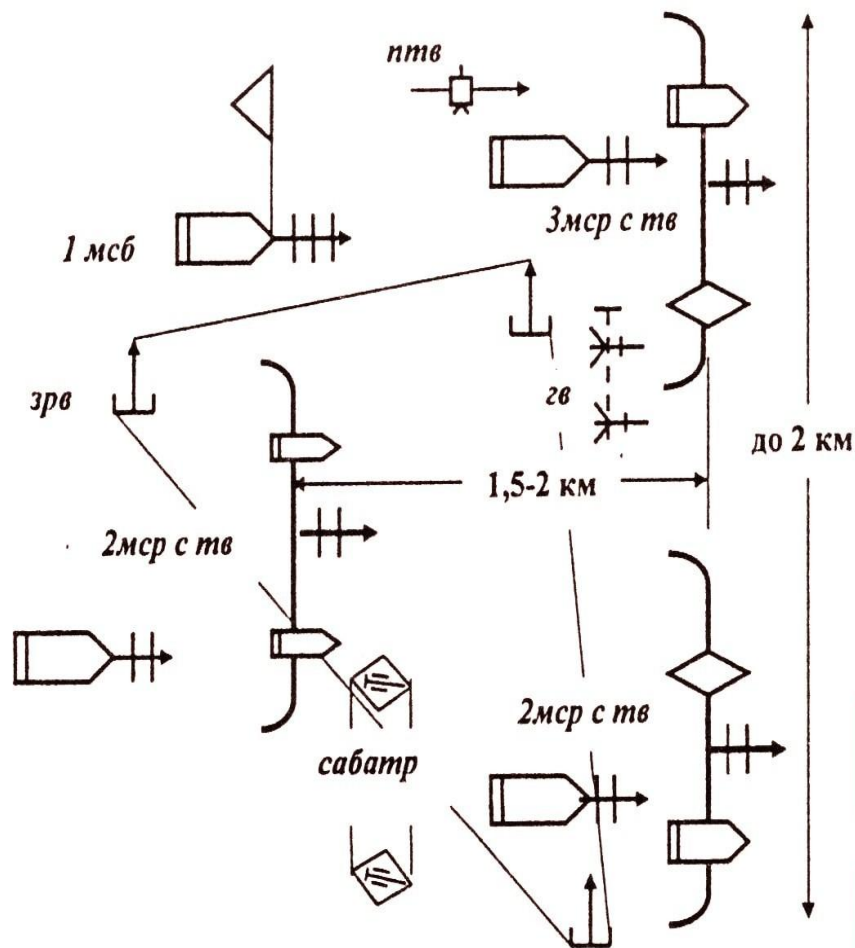 птв
3мср с тв
1 мсб
зрв
гв
до 2 км
1,5-2 км
2мср с тв
2мср с тв
сабатр